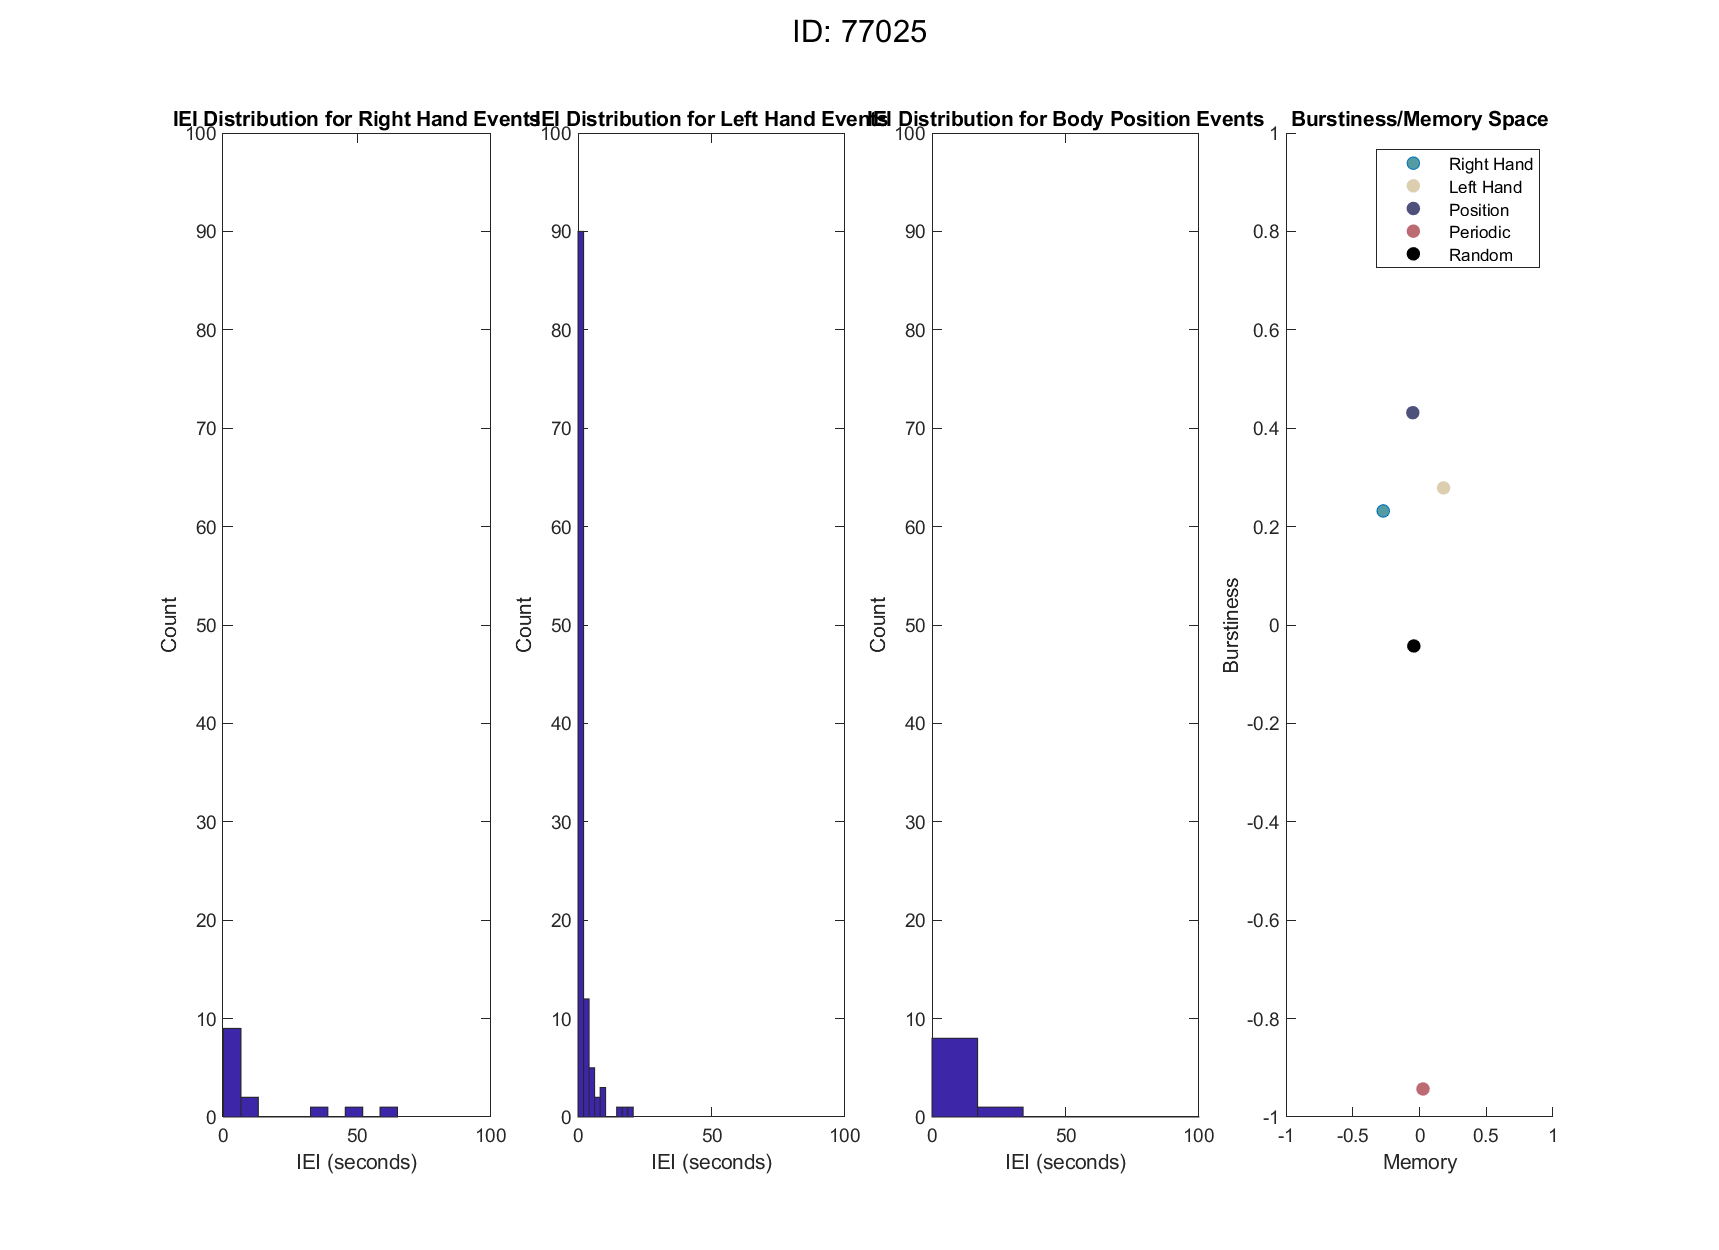 ID: 77025
IEI Distribution for Right Hand Events
100
90
80
70
60
50
40
30
20
10
0
Count
0 50 100
IEI (seconds)
IEI Distribution for Left Hand Events
100
90
80
70
60
50
40
30
20
10
0
Count
0 50 100
IEI (seconds)
IEI Distribution for Body Position Events
100
90
80
70
60
50
40
30
20
10
0
Count
0 50 100
IEI (seconds)
Burstiness/Memory Space
1
0.8
0.6
0.4
0.2
0
-0.2
-0.4
-0.6
-0.8
-1
Burstiness
Right Hand
Left Hand
Position
Periodic
Random
-1 -0.5 0 0.5 1
Memory